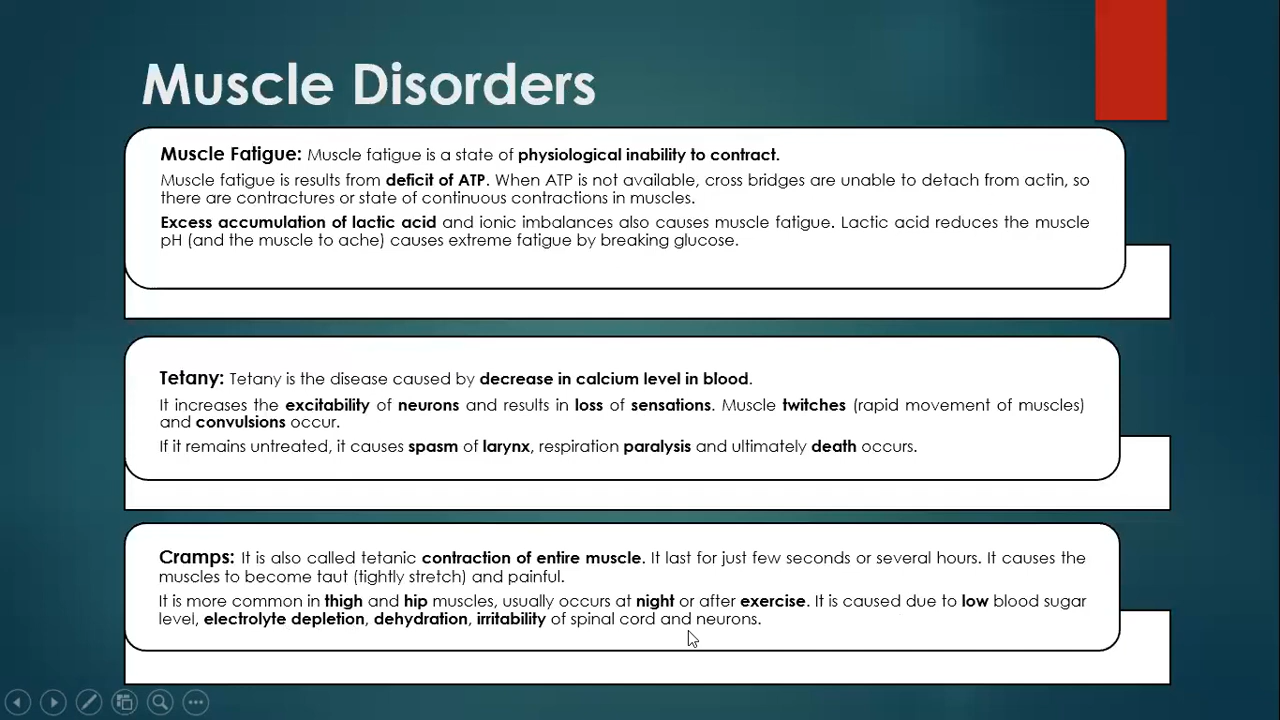 Muscle Disorders
Muscle Fatigue: Muscle fatigue is a state of physiological inability to contract.
Muscle fatigue is results from deficit of ATP. When ATP is not available, cross bridges are unable to detach from actin, so
there are contractures or state of continuous contractions in muscles.
Excess accumulation of lactic acid and ionic imbalances also causes muscle fatigue. Lactic acid reduces the muscle
pH (and the muscle to ache) causes extreme fatigue by breaking glucose.
Tetany: Tetany is the disease caused by decrease in calcium level in blood.
It increases the excitability of neurons and results in loss of sensations. Muscle twitches (rapid movement of muscles)
and convulsions occur.
If it remains untreated, it causes spasm of larynx, respiration paralysis and ultimately death occurs.
Cramps: It is also called tetanic contraction of entire muscle. It last for just few seconds or several hours. It causes the
muscles to become taut (tightly stretch) and painful.
It is more common in thigh and hip muscles, usually occurs at night or after exercise. It is caused due to low blood sugar
level, electrolyte depletion, dehydration, irritability of spinal cord and neurons.